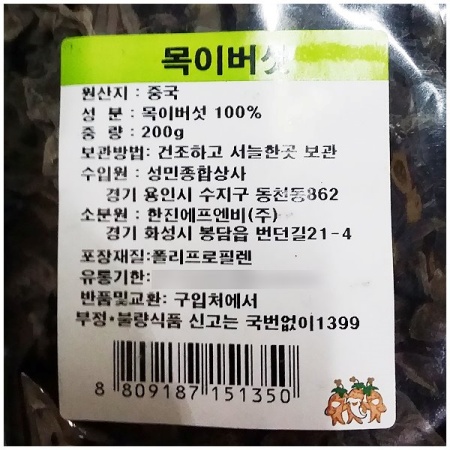 목이버섯
원산지 : 중국
성 분 : 목이버섯 100%
중 량 : 200g
보관방법: 건조하고 서늘한곳 보관
수입원 : 성민종합상사
경기 용인시 수지구 동천동862
소분원 : 한진에프엔비(주)
경기 화성시 봉담읍 번던길21-4
포장재질:폴리프로필렌
유통기한:
반품및교환: 구입처에서
부정·불량식품 신고는 국번없이1399
8 809187 151350